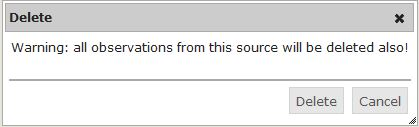 Delete
Warning: all observations from this source will be deleted also!
Delete Cancel